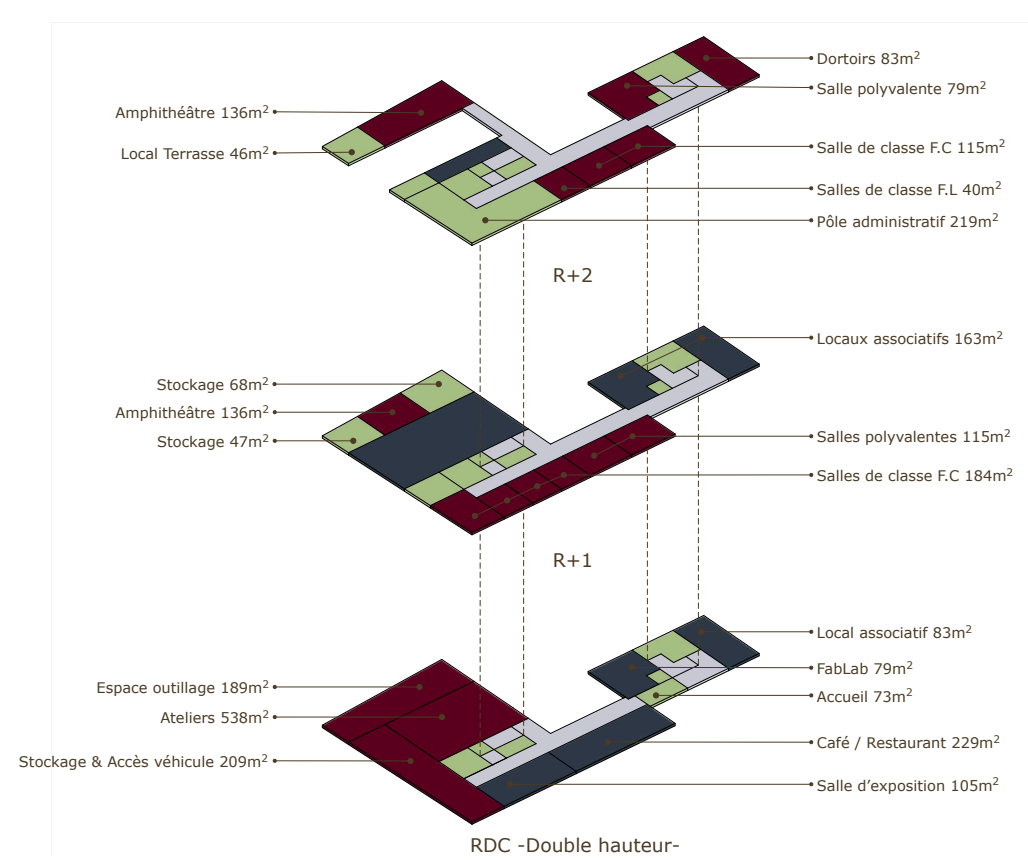 Dortoirs 83m²
Salle polyvalente 79m²
Amphithéâtre 136m²
Local Terrasse 46m²
Salle de classe F.C 115m²
Salles de classe F.L 40m²
Pôle administratif 219m²
R+2
Locaux associatifs 163m²
Stockage 68m²
Amphithéâtre 136m²
Stockage 47m²
Salles polyvalentes 115m²
Salles de classe F.C 184m²
R+1
Local associatif 83m²
FabLab 79m²
Accueil 73m²
Espace outillage 189m²
Ateliers 538m²
Stockage & Accès véhicule 209m²
Café / Restaurant 229m²
Salle d’exposition 105m²
RDC -Double hauteur-